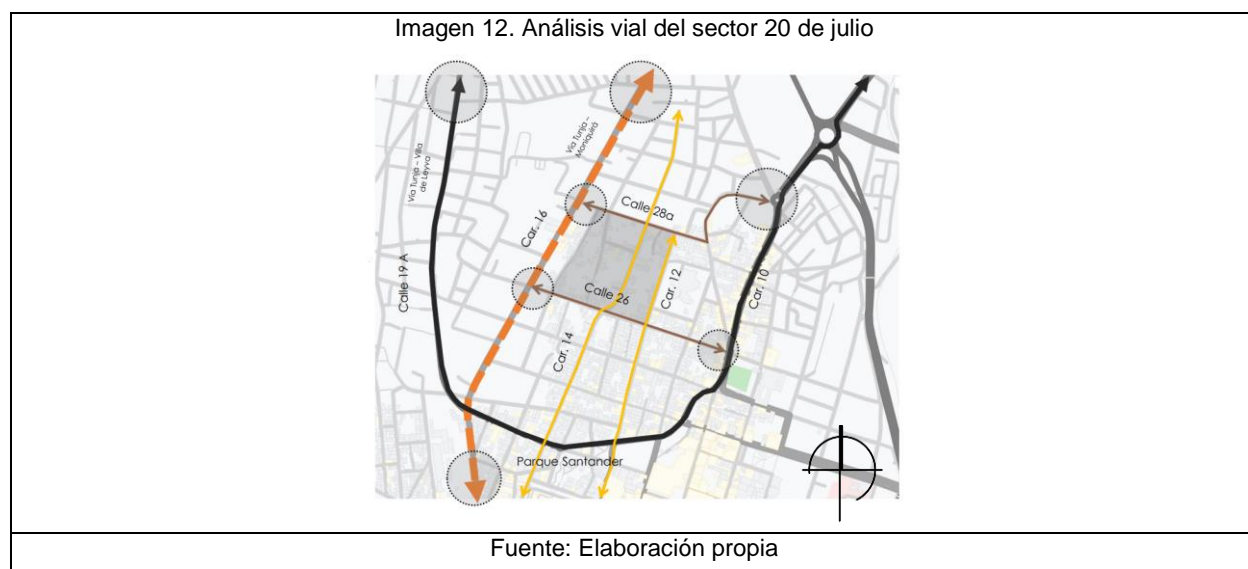 Imagen 12. Análisis vial del sector 20 de julio
Vía Tunja – Villa
de Leyva
Vía Tunja –
Moniquirá
Calle 28a
Car. 16
Calle 19 A
Car. 12
Car. 10
Calle 26
Car. 14
Parque Santander
Fuente: Elaboración propia